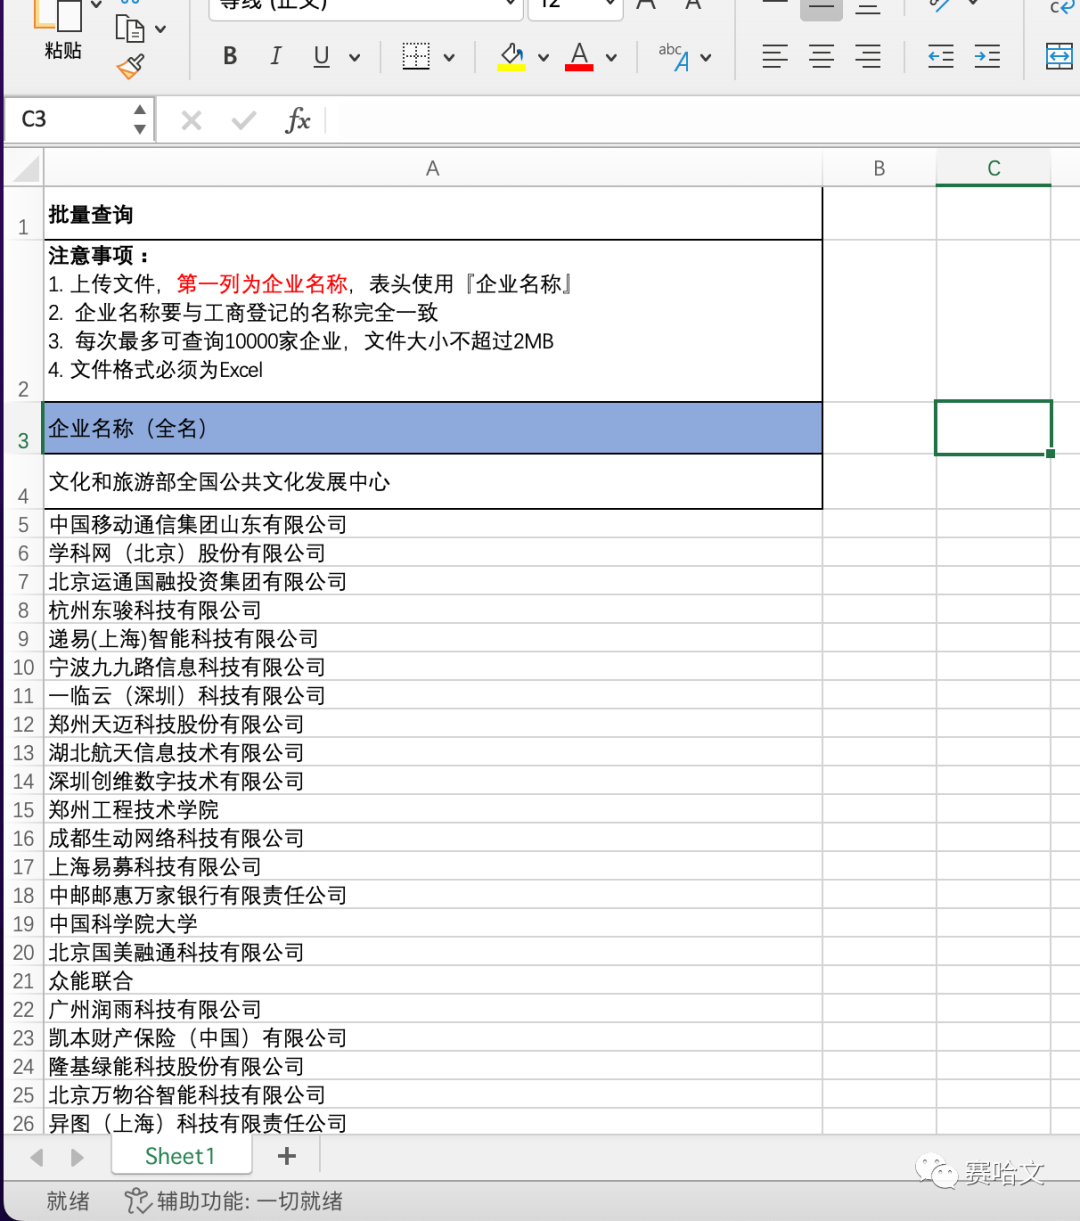 粘贴
等线 (正文)
12
B I U
A
abc A
C3
fx
A B C
1 批量查询
注意事项：
1. 上传文件，第一列为企业名称，表头使用『企业名称』
2. 企业名称要与工商登记的名称完全一致
3. 每次最多可查询10000家企业，文件大小不超过2MB
4. 文件格式必须为Excel
2
3 企业名称（全名）
4 文化和旅游部全国公共文化发展中心
5 中国移动通信集团山东有限公司
6 学科网（北京）股份有限公司
7 北京运通国融投资集团有限公司
8 杭州东骏科技有限公司
9 递易(上海)智能科技有限公司
10 宁波九九路信息科技有限公司
11 一临云（深圳）科技有限公司
12 郑州天迈科技股份有限公司
13 湖北航天信息技术有限公司
14 深圳创维数字技术有限公司
15 郑州工程技术学院
16 成都生动网络科技有限公司
17 上海易募科技有限公司
18 中邮邮惠万家银行有限责任公司
19 中国科学院大学
20 北京国美融通科技有限公司
21 众能联合
22 广州润雨科技有限公司
23 凯本财产保险（中国）有限公司
24 隆基绿能科技股份有限公司
25 北京万物谷智能科技有限公司
26 异图（上海）科技有限责任公司
Sheet1 +
赛哈文
就绪 辅助功能: 一切就绪